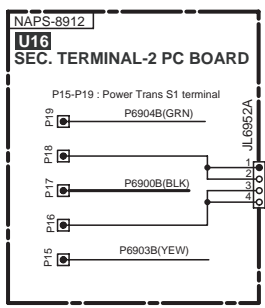 NAPS-8912
U16
SEC. TERMINAL-2 PC BOARD
P15-P19 : Power Trans S1 terminal
P19
P6904B(GRN)
JL6952A
P18
1
2
P17
P6900B(BLK)
3
4
P16
P15
P6903B(YEW)